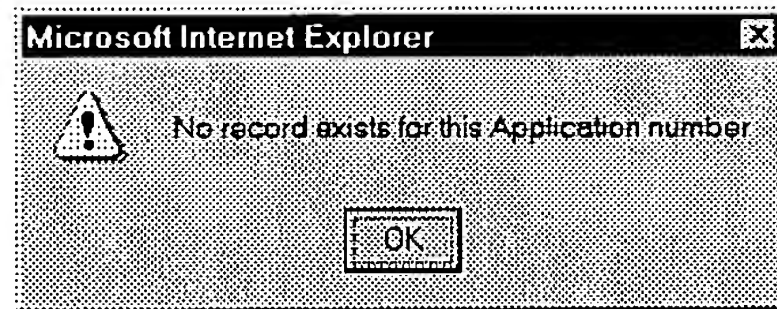 Microsoft Internet Explorer
No record exists for this Application number
OK